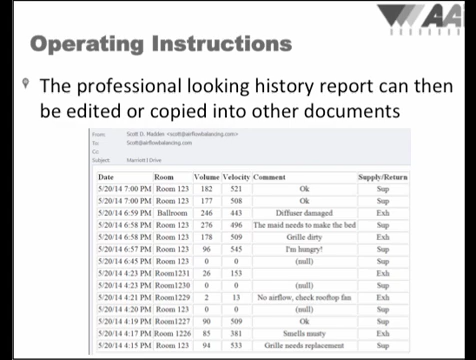 AA
Operating Instructions
The professional looking history report can then
be edited or copied into other documents
From: Scott D. Madden <scott@airflowbalancing.com>
To: Scott@airflowbalancing.com
Cc:
Subject Marriott I Drive
Date Room Volume Velocity Comment Supply/Return
5/20/14 7:00 PM Room 123 182 521 Ok Sup
5/20/14 7:00 PM Room 123 177 508 Ok Sup
5/20/14 6:59 PM Ballroom 246 443 Diffuser damaged Exh
5/20/14 6:58 PM Room 123 276 496 The maid needs to make the bed Sup
5/20/14 6:58 PM Room 123 178 509 Grille dirty Exh
5/20/14 6:57 PM Room 123 96 545 I'm hungry! Sup
5/20/14 6:45 PM Room 123 0 0 (null) Sup
5/20/14 4:23 PM Room1231 26 153 Exh
5/20/14 4:23 PM Room1230 0 0 (null) Sup
5/20/14 4:21 PM Room1229 2 13 No airflow, check rooftop fan Exh
5/20/14 4:20 PM Room 123 0 0 (null) Sup
5/20/14 4:19 PM Room1227 90 509 Ok Sup
5/20/14 4:17 PM Room 1226 85 381 Smells musty Exh
5/20/14 4:15 PM Room 123 94 533 Grille needs replacement Sup